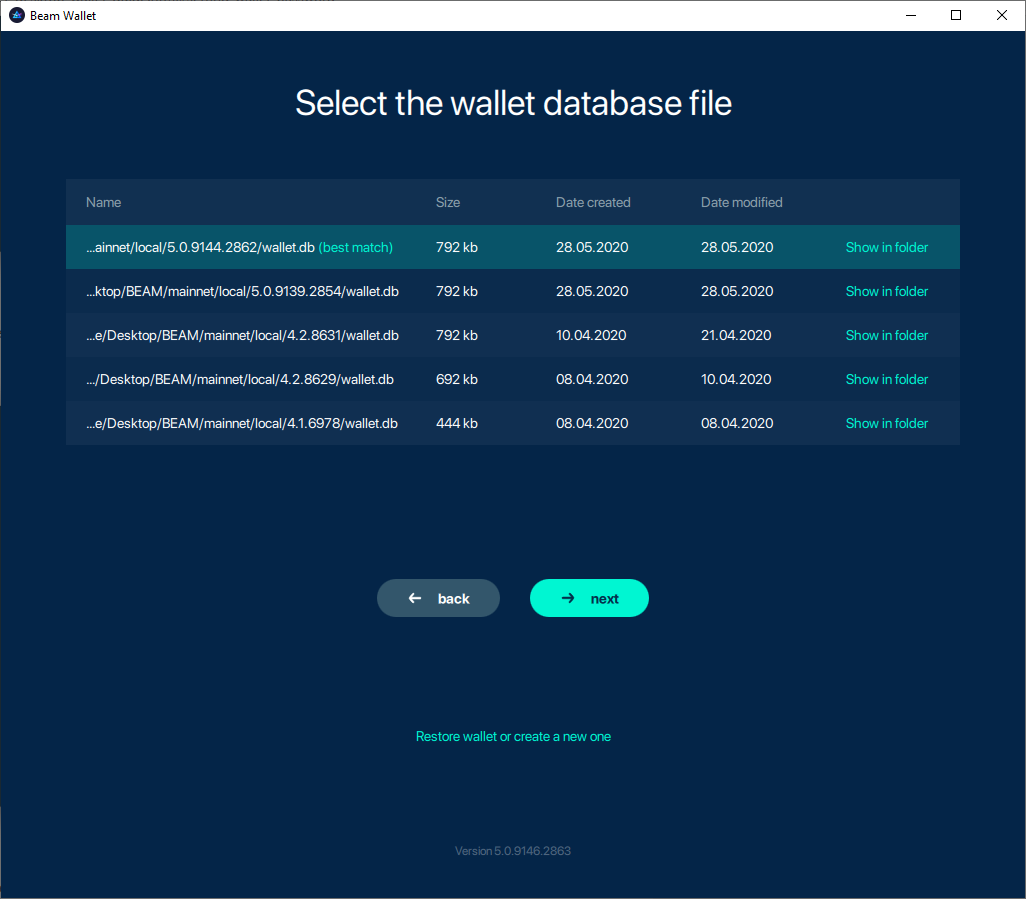 Beam Wallet
Select the wallet database file
Name Size Date created Date modified
...ainnet/local/5.0.9144.2862/wallet.db (best match) 792 kb 28.05.2020 28.05.2020 Show in folder
...ktop/BEAM/mainnet/local/5.0.9139.2854/wallet.db 792 kb 28.05.2020 28.05.2020 Show in folder
...e/Desktop/BEAM/mainnet/local/4.2.8631/wallet.db 792 kb 10.04.2020 21.04.2020 Show in folder
.../Desktop/BEAM/mainnet/local/4.2.8629/wallet.db 692 kb 08.04.2020 10.04.2020 Show in folder
...e/Desktop/BEAM/mainnet/local/4.1.6978/wallet.db 444 kb 08.04.2020 08.04.2020 Show in folder
back next
Restore wallet or create a new one
Version 5.0.9146.2863